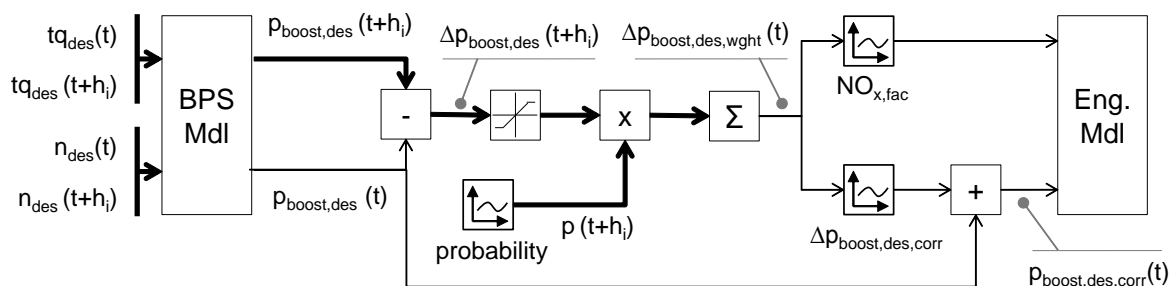 tq_des(t)
tq_des (t+h_i)
n_des(t)
n_des (t+h_i)
BPS
Mdl
p_boost,des (t+h_i)
p_boost,des (t)
-
Δp_boost,des (t+h_i)
x
probability
p (t+h_i)
Σ
Δp_boost,des,wght (t)
NO_x,fac
Δp_boost,des,corr
+
Eng.
Mdl
p_boost,des,corr(t)